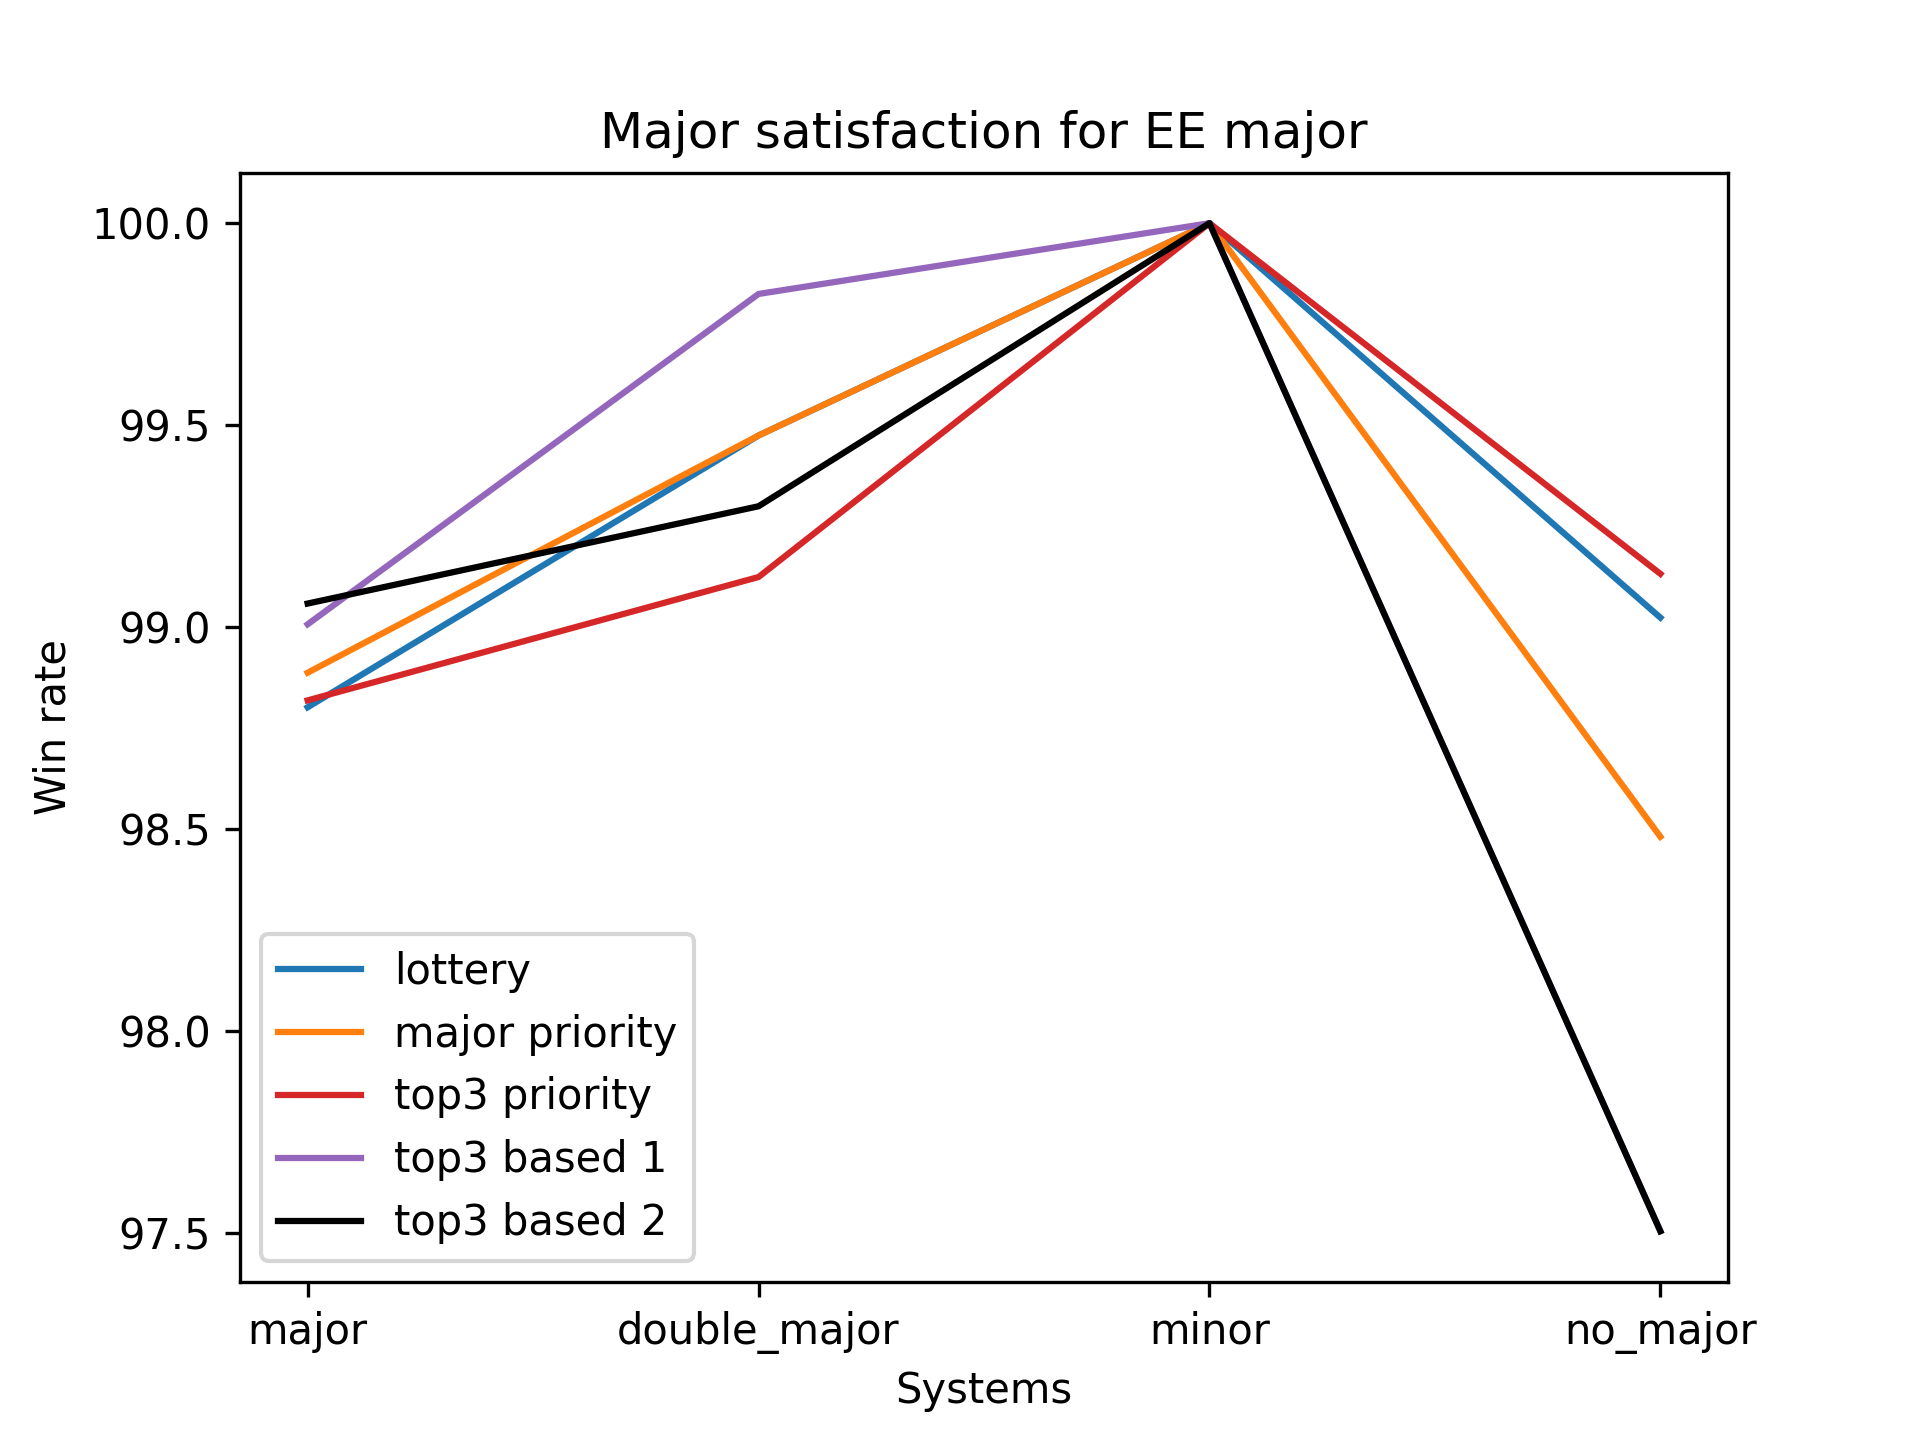 Major satisfaction for EE major
Win rate
100.0
99.5
99.0
98.5
98.0
97.5
lottery
major priority
top3 priority
top3 based 1
top3 based 2
major
double_major
minor
no_major
Systems